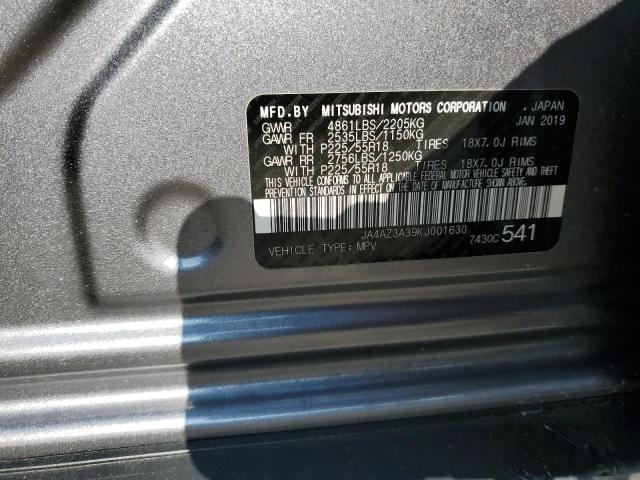 MFD.BY MITSUBISHI MOTORS CORPORATION . JAPAN
GWWR 4861LBS/2205KG JAN 2019
GAWR FR 2535LBS/1150KG
WITH P225/55R18 TIRES 18X7.0J RIMS
GAWR RR 2756LBS/1250KG
WITH P225/55R18 TIRES 18X7.0J RIMS
THIS VEHICLE CONFORMS TO ALL APPLICABLE FEDERAL MOTOR VEHICLE SAFETY AND THEFT
PREVENTION STANDARDS IN EFFECT ON THE DATE OF MANUFACTURE SHOWN ABOVE.
JA4AZ3A39KJ001630
VEHICLE TYPE: MPV 7430C 541